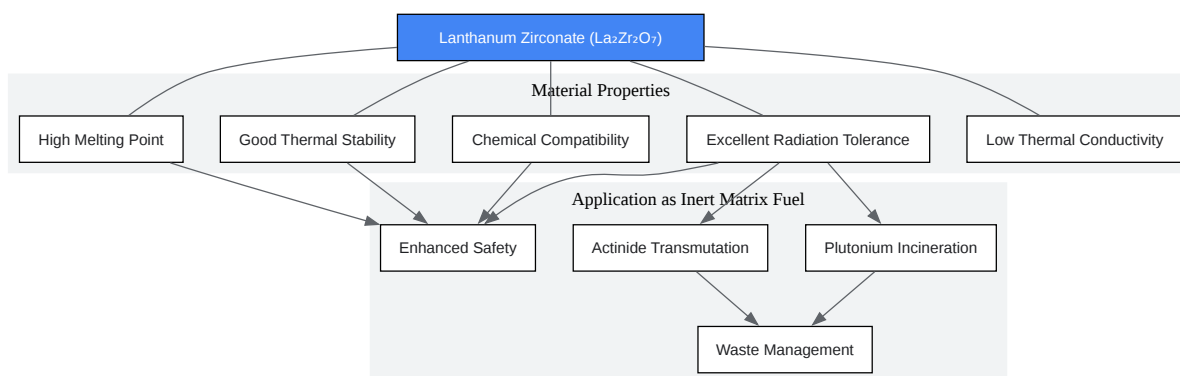 Lanthanum Zirconate (La₂Zr₂O₇)
Material Properties
High Melting Point
Good Thermal Stability
Chemical Compatibility
Excellent Radiation Tolerance
Low Thermal Conductivity
Application as Inert Matrix Fuel
Enhanced Safety
Actinide Transmutation
Plutonium Incineration
Waste Management